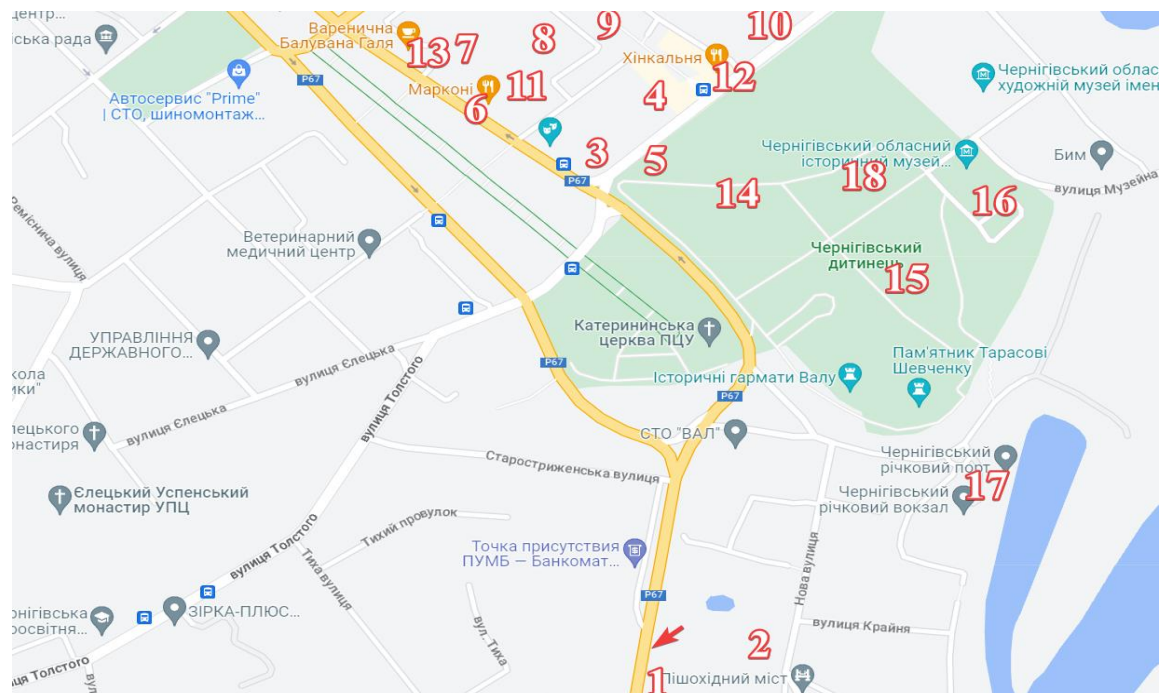 центр...
ська рада
Автосервис "Prime"
| СТО, шиномонтаж...
P67
Варенична
Балувана Галя
13
7
8
9
10
Хінкальня
12
Марконі
6
11
4
3
P67
5
Чернігівський облас
художній музей імен
Чернігівський обласний
історичний музей...
Бим
вулиця Музейна
14
18
16
Чернігівський
дитинець
15
Реміснича вулиця
Ветеринарний
медичний центр
УПРАВЛІННЯ
ДЕРЖАВНОГО...
кола
ики"
вулиця Єлецька
вулиця Єлецька
P67
Катерининська
церква ПЦУ
Історичні гармати Валу
Пам'ятник Тарасові
Шевченку
P67
СТО "ВАЛ"
лецького
онастиря
вулиця Толстого
Старостриженська вулиця
Чернігівський
річковий порт
17
Чернігівський
річковий вокзал
Єлецький Успенський
монастир УПЦ
Тихий провулок
Точка присутствия
ПУМБ — Банкомат...
вулиця Толстого
Тиха вулиця
Нова вулиця
P67
рнігівська
росвітня...
ЗІРКА-ПЛЮС...
вул. Тиха
вулиця Крайня
2
иця Толстого
1
Пішохідний міст